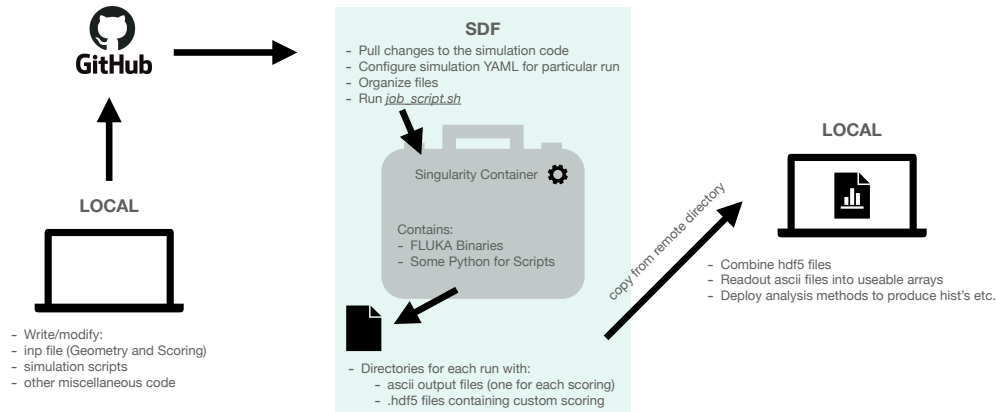 GitHub
LOCAL
- Write/modify:
- inp file (Geometry and Scoring)
- simulation scripts
- other miscellaneous code
SDF
- Pull changes to the simulation code
- Configure simulation YAML for particular run
- Organize files
- Run job_script.sh
Singularity Container
Contains:
- FLUKA Binaries
- Some Python for Scripts
- Directories for each run with:
- ascii output files (one for each scoring)
- .hdf5 files containing custom scoring
copy from remote directory
LOCAL
- Combine hdf5 files
- Readout ascii files into useable arrays
- Deploy analysis methods to produce hist's etc.